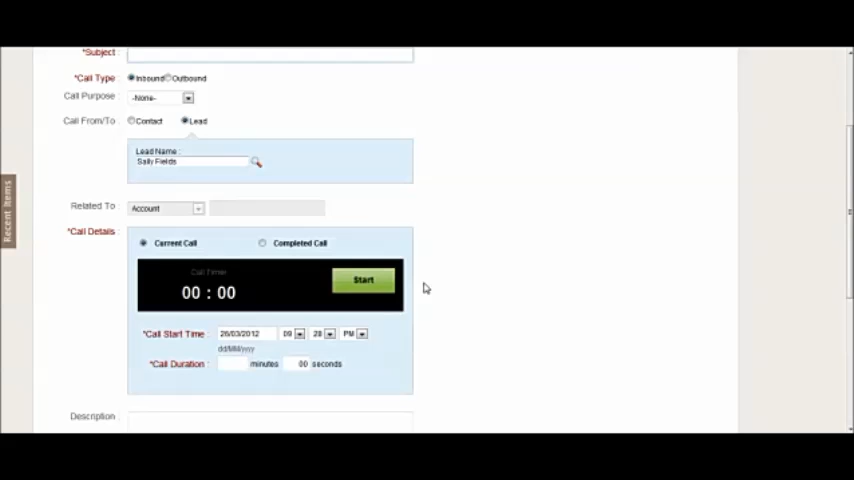 *Subject :
*Call Type : Inbound Outbound
Call Purpose : -None-
Call From/To : Contact Lead
Lead Name :
Sally Fields
Related To : Account
*Call Details : Current Call Completed Call
Call Timer
00 : 00 Start
*Call Start Time : 26/03/2012 09 28 PM
dd/MM/yyyy
*Call Duration : minutes 00 seconds
Description :
Recent Items